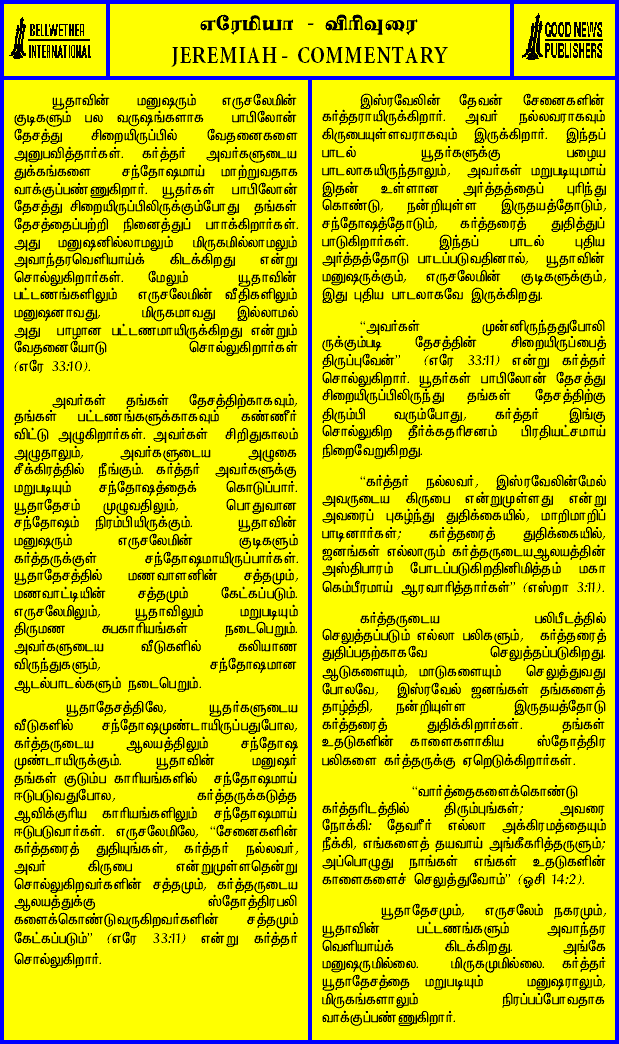 BELLWETHER
INTERNATIONAL
எரேமியா - விரிவுரை
JEREMIAH - COMMENTARY
GOOD NEWS
PUBLISHERS
யூதாவின் மனுஷரும் எருசலேமின்
குடிகளும் பல வருஷங்களாக பாபிலோன்
தேசத்து சிறையிருப்பில் வேதனைகளை
அனுபவித்தார்கள். கர்த்தர் அவர்களுடைய
துக்கங்களை சந்தோஷமாய் மாற்றுவதாக
வாக்குப்பண்ணுகிறார். யூதர்கள் பாபிலோன்
தேசத்து சிறையிருப்பிலிருக்கும்போது தங்கள்
தேசத்தைப்பற்றி நினைத்துப் பார்க்கிறார்கள்.
அது மனுஷனில்லாமலும் மிருகமில்லாமலும்
அவாந்தரவெளியாய்க் கிடக்கிறது என்று
சொல்லுகிறார்கள். மேலும் யூதாவின்
பட்டணங்களிலும் எருசலேமின் வீதிகளிலும்
மனுஷனாவது, மிருகமாவது இல்லாமல்
அது பாழான பட்டணமாயிருக்கிறது என்றும்
வேதனையோடு சொல்லுகிறார்கள்
(எரே 33:10).
அவர்கள் தங்கள் தேசத்திற்காகவும்,
தங்கள் பட்டணங்களுக்காகவும் கண்ணீர்
விட்டு அழுகிறார்கள். அவர்கள் சிறிதுகாலம்
அழுதாலும், அவர்களுடைய அழுகை
சீக்கிரத்தில் நீங்கும். கர்த்தர் அவர்களுக்கு
மறுபடியும் சந்தோஷத்தைக் கொடுப்பார்.
யூதாதேசம் முழுவதிலும், பொதுவான
சந்தோஷம் நிரம்பியிருக்கும். யூதாவின்
மனுஷரும் எருசலேமின் குடிகளும்
கர்த்தருக்குள் சந்தோஷமாயிருப்பார்கள்.
யூதாதேசத்தில் மணவாளனின் சத்தமும்,
மணவாட்டியின் சத்தமும் கேட்கப்படும்.
எருசலேமிலும், யூதாவிலும் மறுபடியும்
திருமண சுபகாரியங்கள் நடைபெறும்.
அவர்களுடைய வீடுகளில் கலியாண
விருந்துகளும், சந்தோஷமான
ஆடல்பாடல்களும் நடைபெறும்.
யூதாதேசத்திலே, யூதர்களுடைய
வீடுகளில் சந்தோஷமுண்டாயிருப்பதுபோல,
கர்த்தருடைய ஆலயத்திலும் சந்தோஷ
முண்டாயிருக்கும். யூதாவின் மனுஷர்
தங்கள் குடும்ப காரியங்களில் சந்தோஷமாய்
ஈடுபடுவதுபோல, கர்த்தருக்கடுத்த
ஆவிக்குரிய காரியங்களிலும் சந்தோஷமாய்
ஈடுபடுவார்கள். எருசலேமிலே, "சேனைகளின்
கர்த்தரைத் துதியுங்கள், கர்த்தர் நல்லவர்,
அவர் கிருபை என்றுமுள்ளதென்று
சொல்லுகிறவர்களின் சத்தமும், கர்த்தருடைய
ஆலயத்துக்கு ஸ்தோத்திரபலி
களைக்கொண்டுவருகிறவர்களின் சத்தமும்
கேட்கப்படும்" (எரே 33:11) என்று கர்த்தர்
சொல்லுகிறார்.
இஸ்ரவேலின் தேவன் சேனைகளின்
கர்த்தராயிருக்கிறார். அவர் நல்லவராகவும்
கிருபையுள்ளவராகவும் இருக்கிறார். இந்தப்
பாடல் யூதர்களுக்கு பழைய
பாடலாகயிருந்தாலும், அவர்கள் மறுபடியுமாய்
இதன் உள்ளான அர்த்தத்தைப் புரிந்து
கொண்டு, நன்றியுள்ள இருதயத்தோடும்,
சந்தோஷத்தோடும், கர்த்தரைத் துதித்துப்
பாடுகிறார்கள். இந்தப் பாடல் புதிய
அர்த்தத்தோடு பாடப்படுவதினால், யூதாவின்
மனுஷருக்கும், எருசலேமின் குடிகளுக்கும்,
இது புதிய பாடலாகவே இருக்கிறது.
"அவர்கள் முன்னிருந்ததுபோலி
ருக்கும்படி தேசத்தின் சிறையிருப்பைத்
திருப்புவேன்" (எரே 33:11) என்று கர்த்தர்
சொல்லுகிறார். யூதர்கள் பாபிலோன் தேசத்து
சிறையிருப்பிலிருந்து தங்கள் தேசத்திற்கு
திரும்பி வரும்போது, கர்த்தர் இங்கு
சொல்லுகிற தீர்க்கதரிசனம் பிரதியட்சமாய்
நிறைவேறுகிறது.
"கர்த்தர் நல்லவர், இஸ்ரவேலின்மேல்
அவருடைய கிருபை என்றுமுள்ளது என்று
அவரைப் புகழ்ந்து துதிக்கையில், மாறிமாறிப்
பாடினார்கள்; கர்த்தரைத் துதிக்கையில்,
ஜனங்கள் எல்லாரும் கர்த்தருடையஆலயத்தின்
அஸ்திபாரம் போடப்படுகிறதினிமித்தம் மகா
கெம்பீரமாய் ஆரவாரித்தார்கள்" (எஸ்றா 3:11).
கர்த்தருடைய பலிபீடத்தில்
செலுத்தப்படும் எல்லா பலிகளும், கர்த்தரைத்
துதிப்பதற்காகவே செலுத்தப்படுகிறது.
ஆடுகளையும், மாடுகளையும் செலுத்துவது
போலவே, இஸ்ரவேல் ஜனங்கள் தங்களைத்
தாழ்த்தி, நன்றியுள்ள இருதயத்தோடு
கர்த்தரைத் துதிக்கிறார்கள். தங்கள்
உதடுகளின் காளைகளாகிய ஸ்தோத்திர
பலிகளை கர்த்தருக்கு ஏறெடுக்கிறார்கள்.
"வார்த்தைகளைக்கொண்டு
கர்த்தரிடத்தில் திரும்புங்கள்; அவரை
நோக்கி: தேவரீர் எல்லா அக்கிரமத்தையும்
நீக்கி, எங்களைத் தயவாய் அங்கீகரித்தருளும்;
அப்பொழுது நாங்கள் எங்கள் உதடுகளின்
காளைகளைச் செலுத்துவோம்" (ஓசி 14:2).
யூதாதேசமும், எருசலேம் நகரமும்,
யூதாவின் பட்டணங்களும் அவாந்தர
வெளியாய்க் கிடக்கிறது. அங்கே
மனுஷருமில்லை. மிருகமுமில்லை. கர்த்தர்
யூதாதேசத்தை மறுபடியும் மனுஷராலும்,
மிருகங்களாலும் நிரப்பப்போவதாக
வாக்குப்பண்ணுகிறார்.